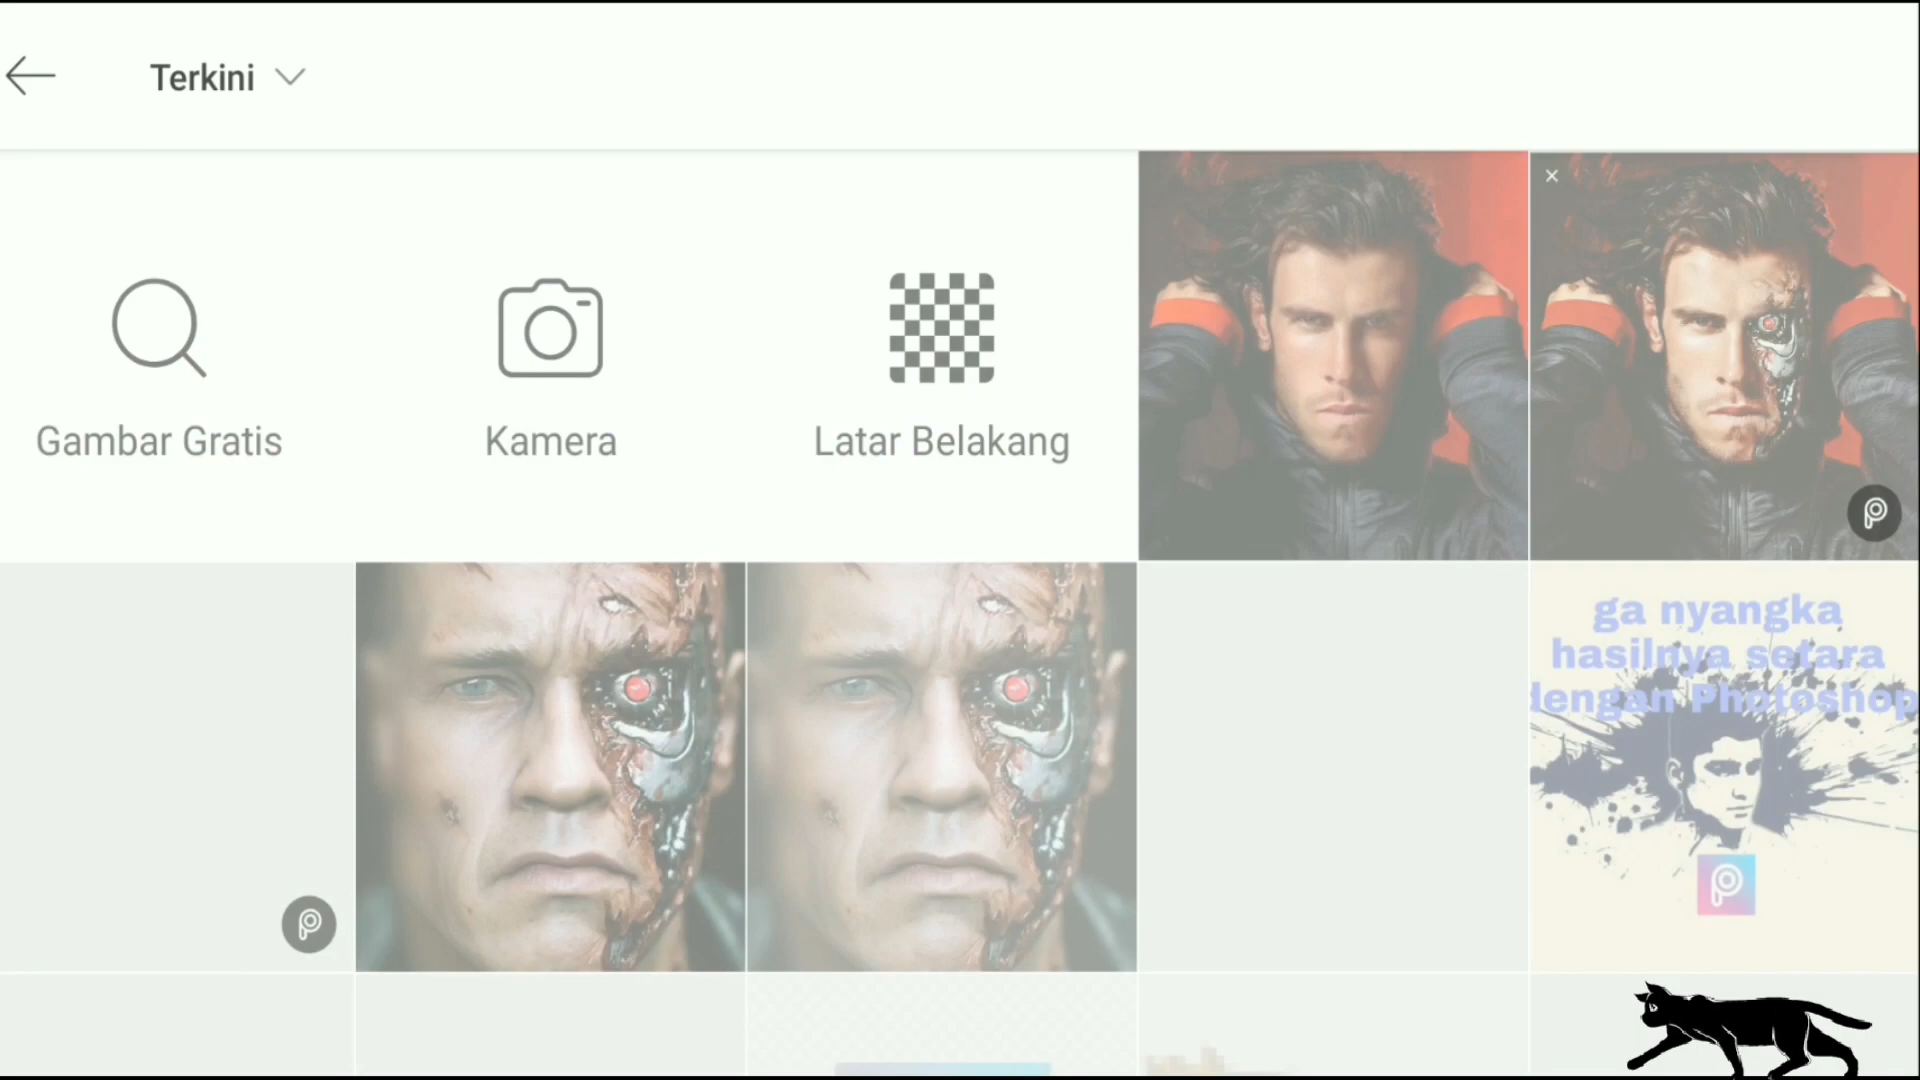 Terkini
Gambar Gratis
Kamera
Latar Belakang
ga nyangka
hasilnya setara
dengan Photoshop